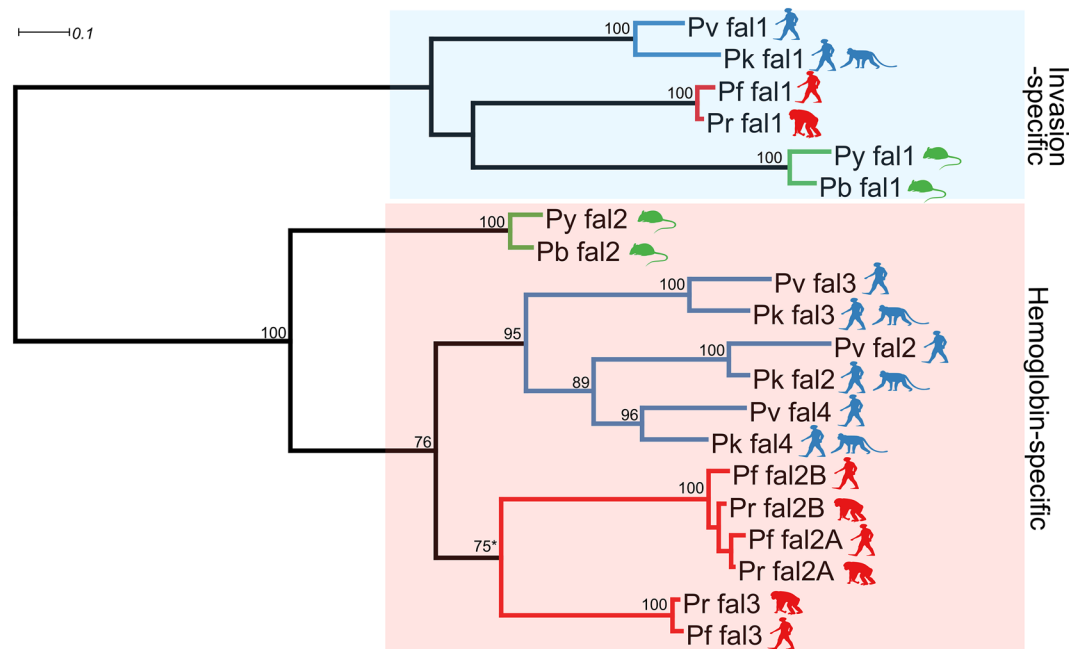 0.1
100
Pv fal1
Pk fal1
100
Pf fal1
Pr fal1
100
Py fal1
Pb fal1
Invasion
-specific
100
Py fal2
Pb fal2
100
95
100
Pv fal3
Pk fal3
89
100
Pv fal2
Pk fal2
96
Pv fal4
Pk fal4
76
75*
100
Pf fal2B
Pr fal2B
Pf fal2A
Pr fal2A
100
Pr fal3
Pf fal3
Hemoglobin-specific